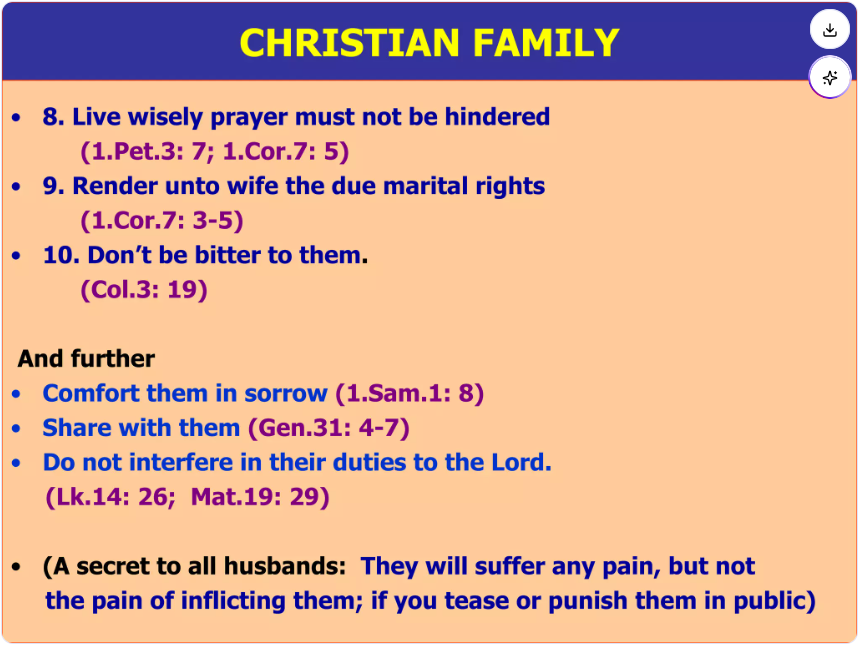 CHRISTIAN FAMILY
• 8. Live wisely prayer must not be hindered
(1.Pet.3: 7; 1.Cor.7: 5)
• 9. Render unto wife the due marital rights
(1.Cor.7: 3-5)
• 10. Don’t be bitter to them.
(Col.3: 19)
And further
• Comfort them in sorrow (1.Sam.1: 8)
• Share with them (Gen.31: 4-7)
• Do not interfere in their duties to the Lord.
(Lk.14: 26;  Mat.19: 29)
• (A secret to all husbands:  They will suffer any pain, but not
the pain of inflicting them; if you tease or punish them in public)